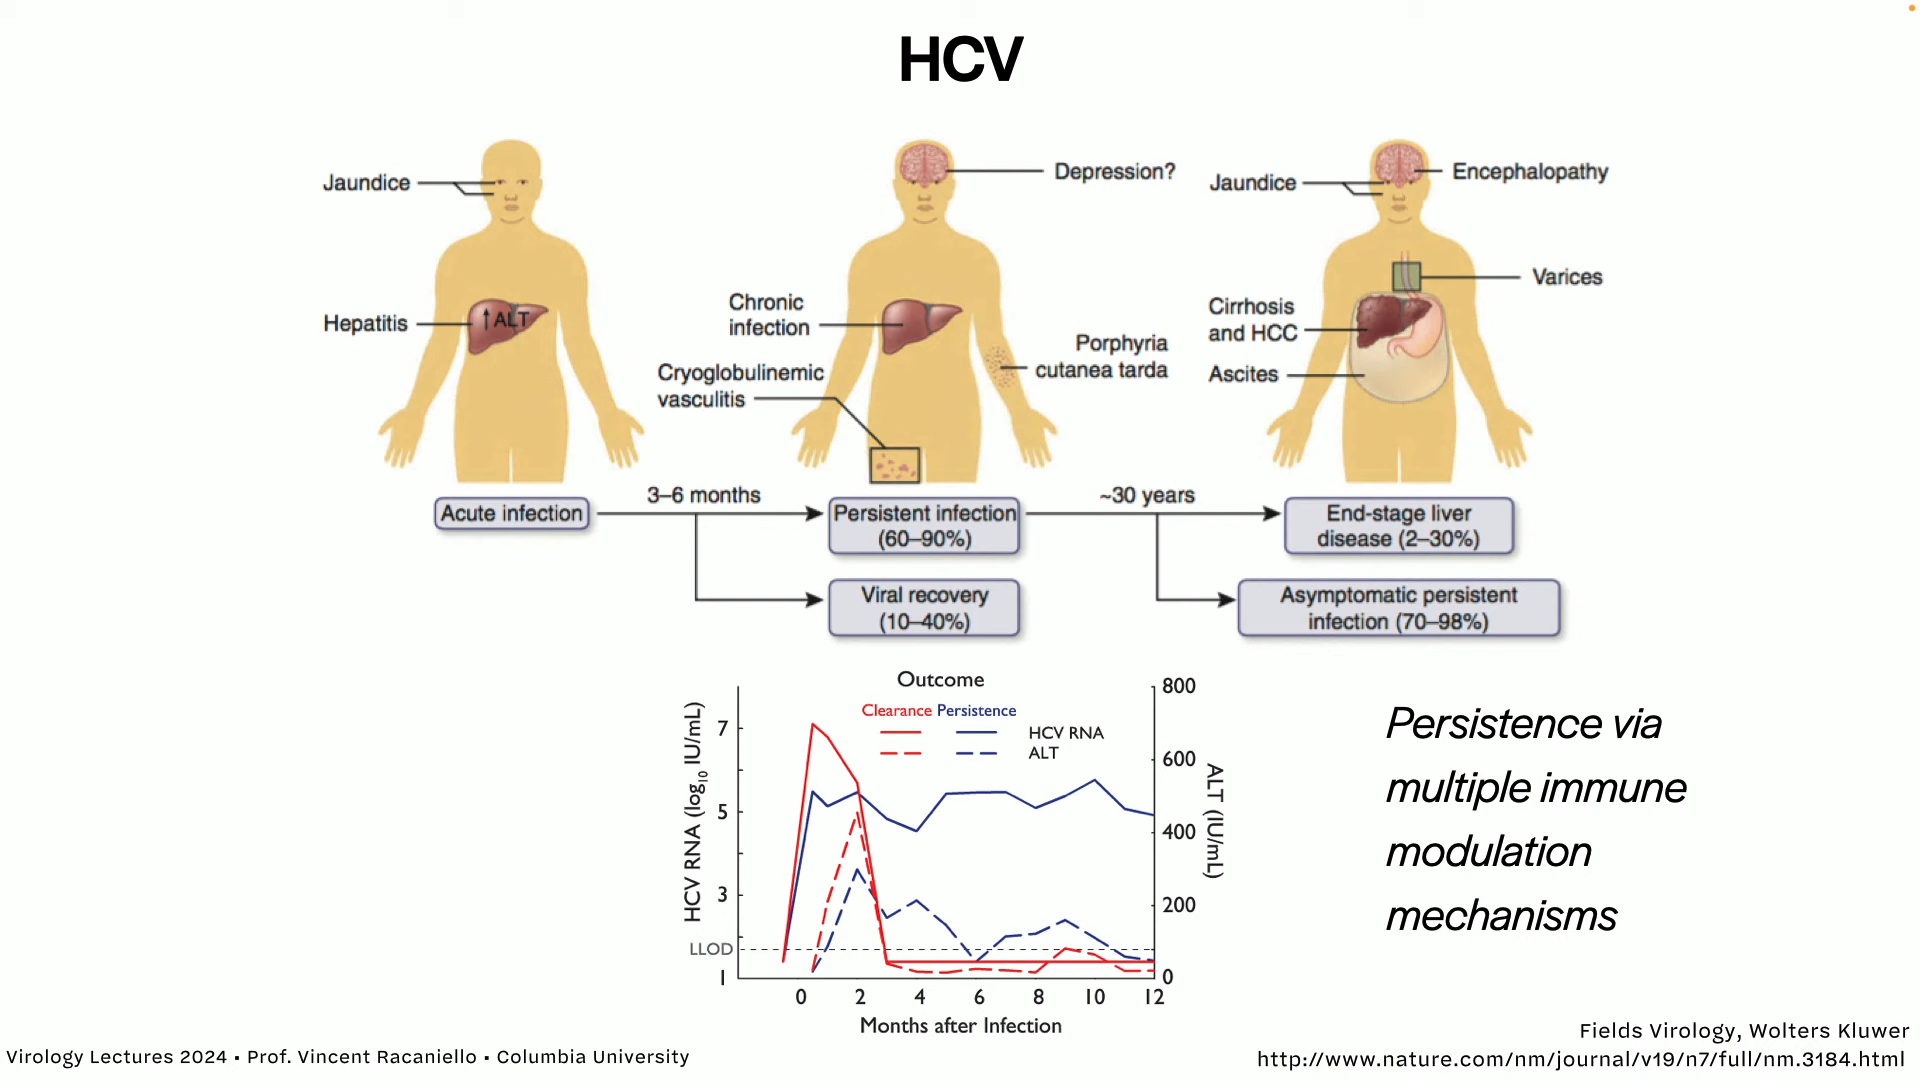 HCV
Jaundice
Hepatitis
↑ALT
Depression?
Chronic
infection
Cryoglobulinemic
vasculitis
Porphyria
cutanea tarda
Jaundice
Encephalopathy
Varices
Cirrhosis
and HCC
Ascites
Acute infection
3–6 months
Persistent infection
(60–90%)
Viral recovery
(10–40%)
~30 years
End-stage liver
disease (2–30%)
Asymptomatic persistent
infection (70–98%)
Outcome
Clearance Persistence
HCV RNA
ALT
HCV RNA (log10 IU/mL)
7
5
3
LLOD
1
800
600
400
200
0
ALT (IU/mL)
0 2 4 6 8 10 12
Months after Infection
Persistence via
multiple immune
modulation
mechanisms
Fields Virology, Wolters Kluwer
Virology Lectures 2024 • Prof. Vincent Racaniello • Columbia University
http://www.nature.com/nm/journal/v19/n7/full/nm.3184.html